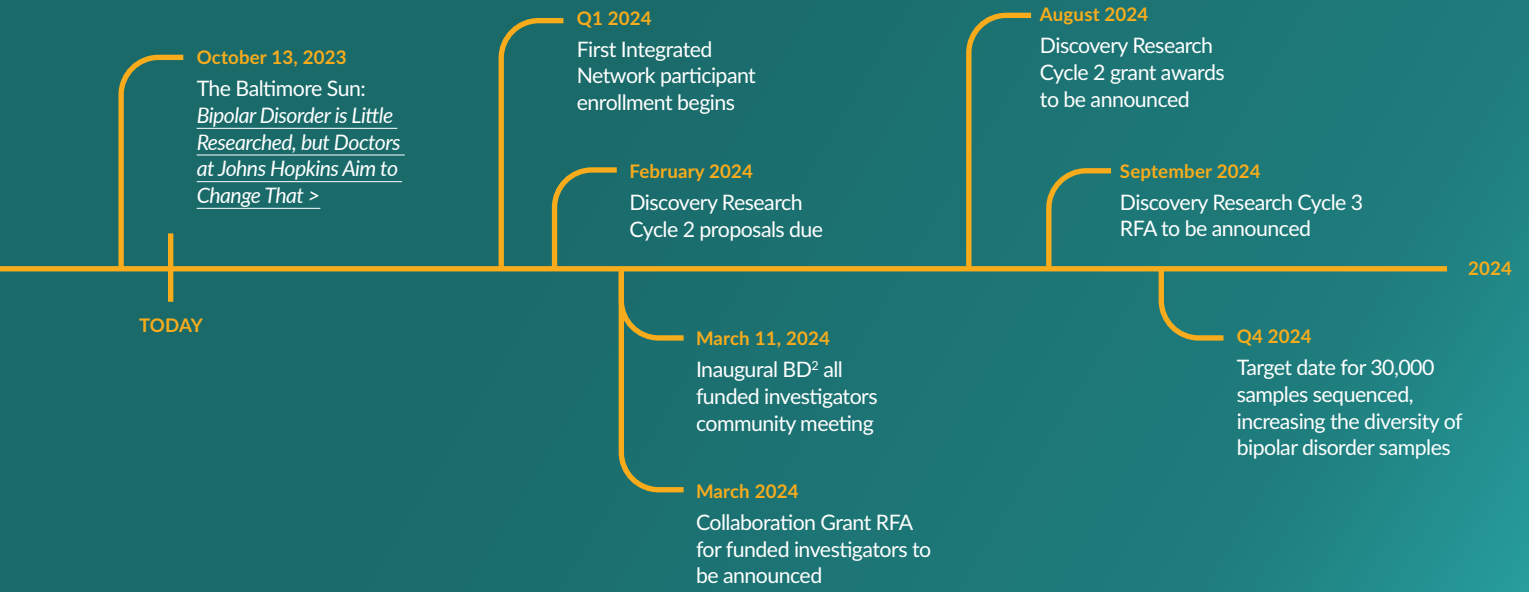 October 13, 2023
The Baltimore Sun:
Bipolar Disorder is Little
Researched, but Doctors
at Johns Hopkins Aim to
Change That >
TODAY
Q1 2024
First Integrated
Network participant
enrollment begins
February 2024
Discovery Research
Cycle 2 proposals due
March 11, 2024
Inaugural BD² all
funded investigators
community meeting
March 2024
Collaboration Grant RFA
for funded investigators to
be announced
August 2024
Discovery Research
Cycle 2 grant awards
to be announced
September 2024
Discovery Research Cycle 3
RFA to be announced
Q4 2024
Target date for 30,000
samples sequenced,
increasing the diversity of
bipolar disorder samples
2024